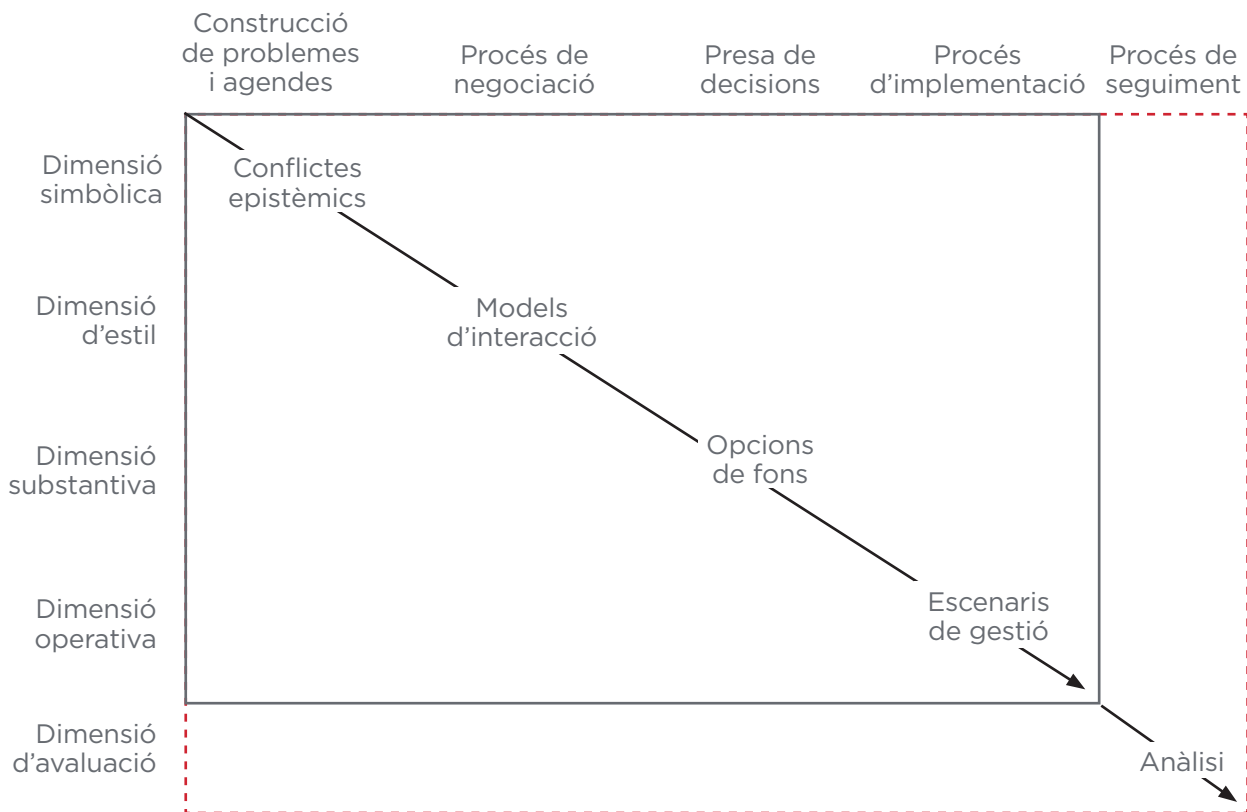 Construcció
de problemes
i agendes
Procés de
negociació
Presa de
decisions
Procés
d’implementació
Procés de
seguiment
Dimensió
simbòlica
Conflictes
epistèmics
Dimensió
d’estil
Models
d’interacció
Dimensió
substantiva
Opcions
de fons
Dimensió
operativa
Escenaris
de gestió
Dimensió
d’avaluació
Anàlisi